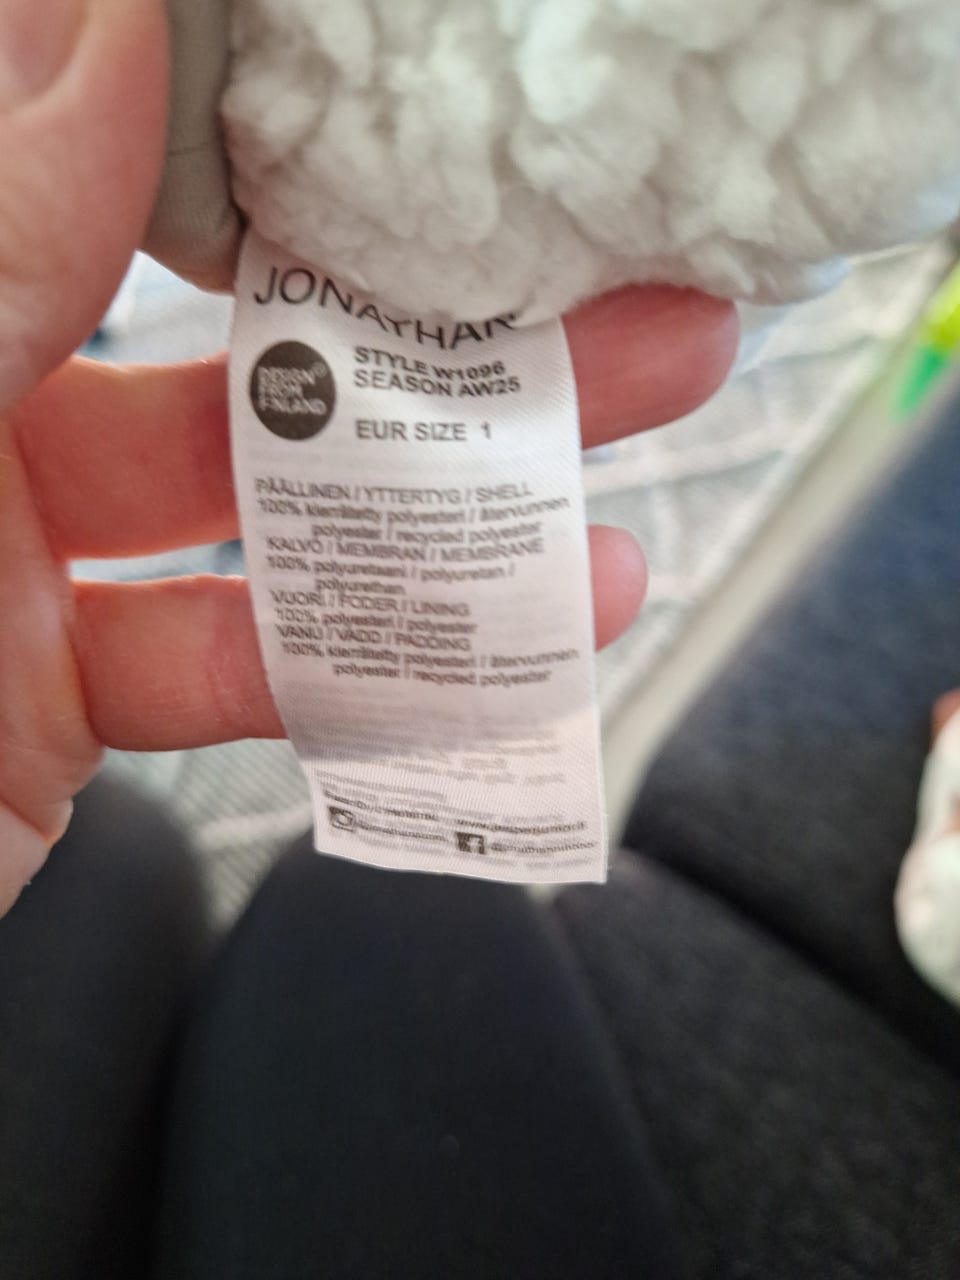 JONATHAN
DESIGN
FROM
FINLAND
STYLE W1096
SEASON AW25
EUR SIZE 1
PÄÄLLINEN / YTTERTYG / SHELL
100% kierrätetty polyesteri / återvunnen
polyester / recycled polyester
KALVO / MEMBRAN / MEMBRANE
100% polyuretaani / polyuretan /
polyurethan
VUORI / FODER / LINING
100% polyesteri / polyester
VANU / VADD / PADDING
100% kierrätetty polyesteri / återvunnen
polyester / recycled polyester